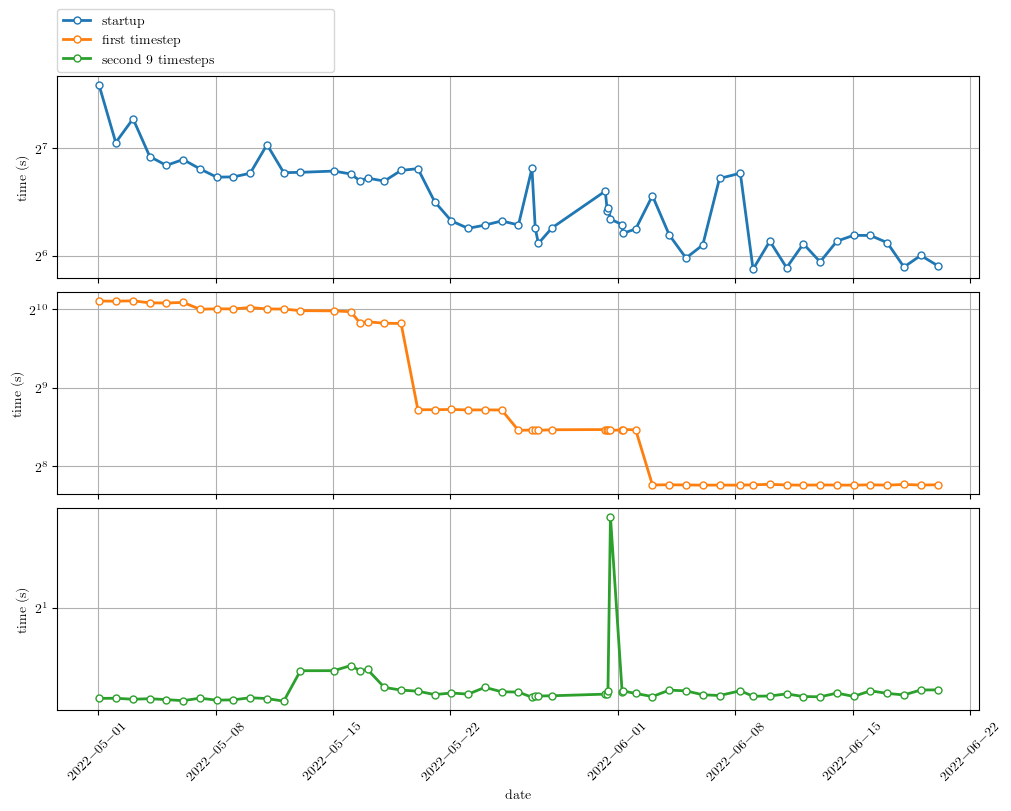 startup
first timestep
second 9 timesteps
time (s)
2^7
2^6
time (s)
2^10
2^9
2^8
time (s)
2^1
2022−05−01
2022−05−08
2022−05−15
2022−05−22
2022−06−01
2022−06−08
2022−06−15
2022−06−22
date